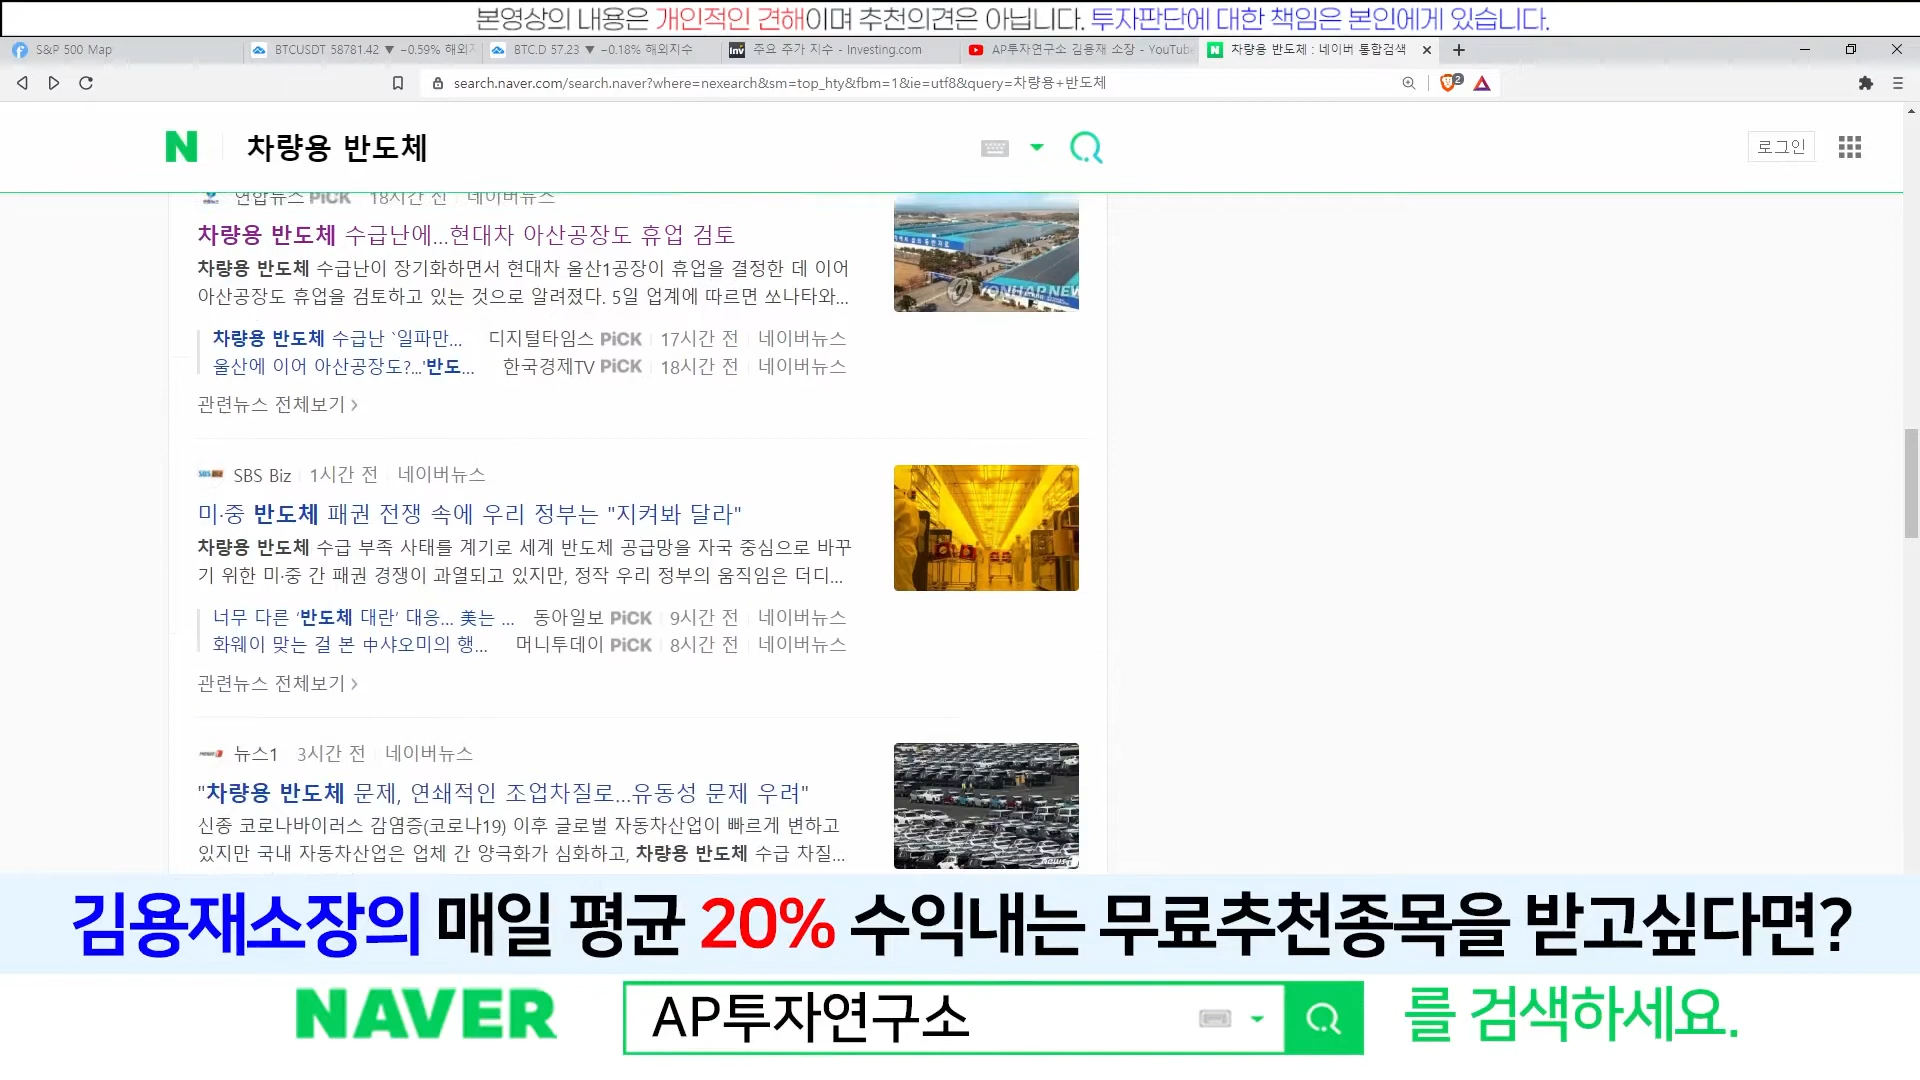 본영상의 내용은 개인적인 견해이며 추천의견은 아닙니다. 투자판단에 대한 책임은 본인에게 있습니다.
S&P 500 Map
BTCUSDT 58781.42 ▼ −0.59% 해외지
BTC.D 57.23 ▼ −0.18% 해외지수
Inv 주요 주가 지수 - Investing.com
AP투자연구소 김용재 소장 - YouTube
N 차량용 반도체 : 네이버 통합검색
search.naver.com/search.naver?where=nexearch&sm=top_hty&fbm=1&ie=utf8&query=차량용+반도체
2
N 차량용 반도체
로그인
연합뉴스 PiCK 18시간 전 네이버뉴스
차량용 반도체 수급난에...현대차 아산공장도 휴업 검토
차량용 반도체 수급난이 장기화하면서 현대차 울산1공장이 휴업을 결정한 데 이어
아산공장도 휴업을 검토하고 있는 것으로 알려졌다. 5일 업계에 따르면 쏘나타와...
YONHAP NEW
차량용 반도체 수급난 `일파만... 디지털타임스 PiCK 17시간 전 네이버뉴스
울산에 이어 아산공장도?...'반도... 한국경제TV PiCK 18시간 전 네이버뉴스
관련뉴스 전체보기 >
SBS Biz 1시간 전 네이버뉴스
미·중 반도체 패권 전쟁 속에 우리 정부는 "지켜봐 달라"
차량용 반도체 수급 부족 사태를 계기로 세계 반도체 공급망을 자국 중심으로 바꾸
기 위한 미·중 간 패권 경쟁이 과열되고 있지만, 정작 우리 정부의 움직임은 더디...
너무 다른 ‘반도체 대란’ 대응... 美는 ... 동아일보 PiCK 9시간 전 네이버뉴스
화웨이 맞는 걸 본 中샤오미의 행... 머니투데이 PiCK 8시간 전 네이버뉴스
관련뉴스 전체보기 >
뉴스1 3시간 전 네이버뉴스
"차량용 반도체 문제, 연쇄적인 조업차질로...유동성 문제 우려"
신종 코로나바이러스 감염증(코로나19) 이후 글로벌 자동차산업이 빠르게 변하고
있지만 국내 자동차산업은 업체 간 양극화가 심화하고, 차량용 반도체 수급 차질...
김용재소장의 매일 평균 20% 수익내는 무료추천종목을 받고싶다면?
NAVER AP투자연구소 를 검색하세요.